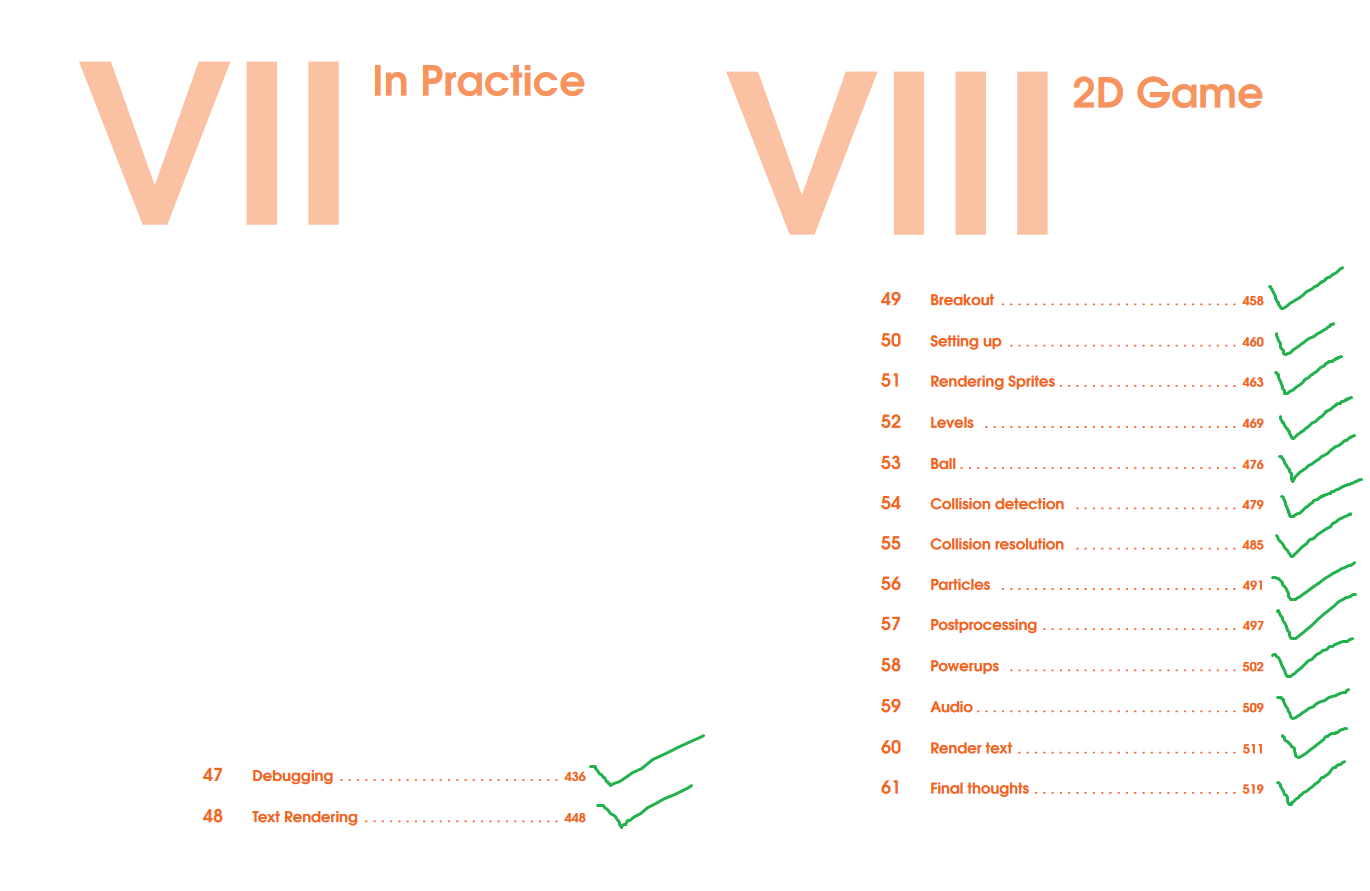 VII In Practice
47 Debugging . . . . . . . . . . . . . . . . . . . . . . . . . . . 436
48 Text Rendering . . . . . . . . . . . . . . . . . . . . . . . . 448
VIII 2D Game
49 Breakout . . . . . . . . . . . . . . . . . . . . . . . . . . . . . 458
50 Setting up . . . . . . . . . . . . . . . . . . . . . . . . . . . . 460
51 Rendering Sprites . . . . . . . . . . . . . . . . . . . . . . 463
52 Levels . . . . . . . . . . . . . . . . . . . . . . . . . . . . . . . 469
53 Ball . . . . . . . . . . . . . . . . . . . . . . . . . . . . . . . . . . 476
54 Collision detection . . . . . . . . . . . . . . . . . . . . 479
55 Collision resolution . . . . . . . . . . . . . . . . . . . . 485
56 Particles . . . . . . . . . . . . . . . . . . . . . . . . . . . . . 491
57 Postprocessing . . . . . . . . . . . . . . . . . . . . . . . . 497
58 Powerups . . . . . . . . . . . . . . . . . . . . . . . . . . . . 502
59 Audio . . . . . . . . . . . . . . . . . . . . . . . . . . . . . . . . 509
60 Render text . . . . . . . . . . . . . . . . . . . . . . . . . . . 511
61 Final thoughts . . . . . . . . . . . . . . . . . . . . . . . . . 519